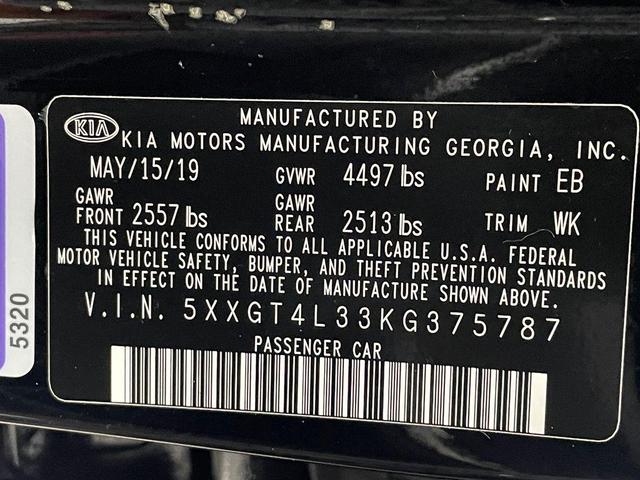 MANUFACTURED BY
KIA KIA MOTORS MANUFACTURING GEORGIA, INC.
MAY/15/19 GVWR 4497 lbs PAINT EB
GAWR FRONT 2557 lbs GAWR REAR 2513 lbs TRIM WK
THIS VEHICLE CONFORMS TO ALL APPLICABLE U.S.A. FEDERAL
MOTOR VEHICLE SAFETY, BUMPER, AND THEFT PREVENTION STANDARDS
IN EFFECT ON THE DATE OF MANUFACTURE SHOWN ABOVE.
V.I.N. 5XXGT4L33KG375787
PASSENGER CAR
5320